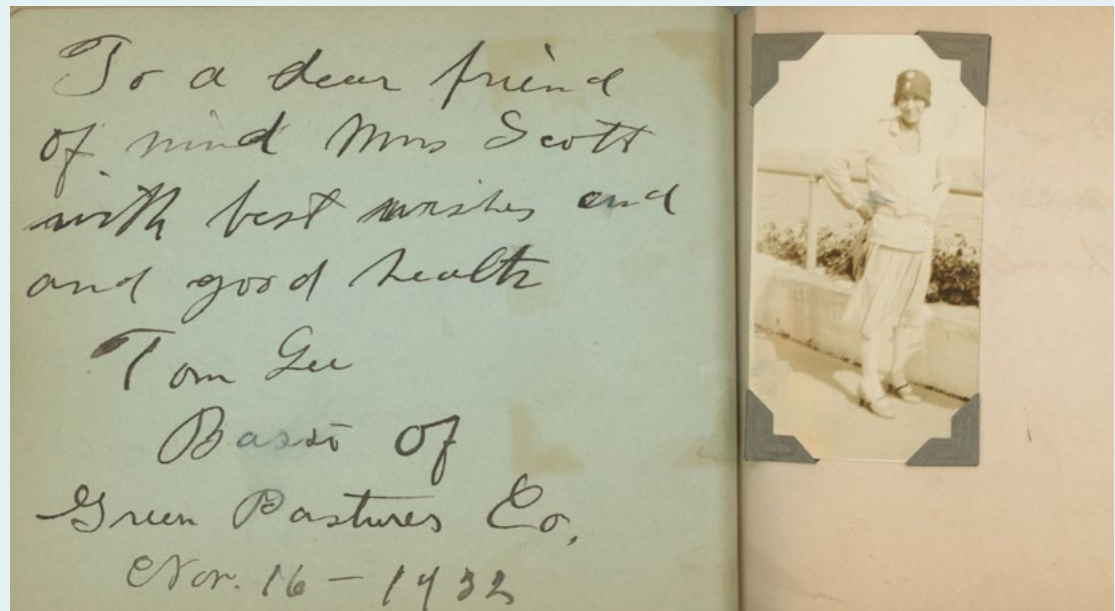 To a dear friend
of mind Mrs Scott
with best wishes and
and good health
Tom Lee
Basso of
Green Pastures Co.
Nov. 16 - 1932